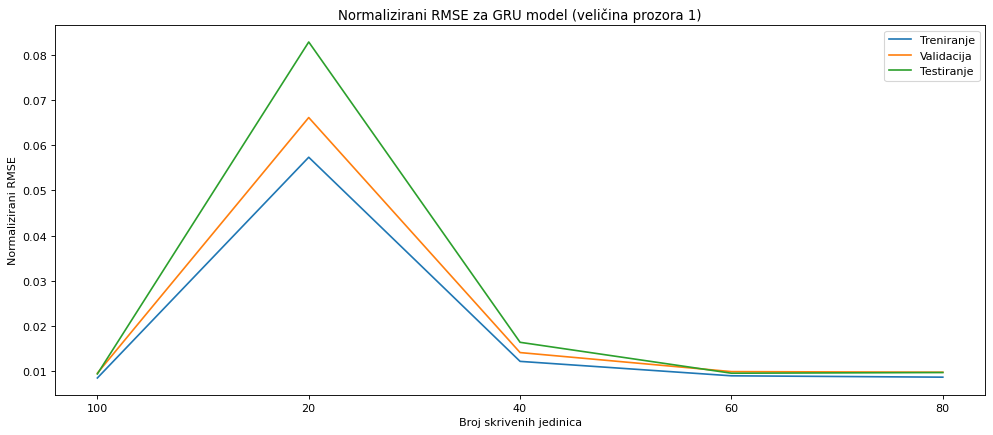 Normalizirani RMSE za GRU model (veličina prozora 1)
Treniranje
Validacija
Testiranje
Normalizirani RMSE
0.08
0.07
0.06
0.05
0.04
0.03
0.02
0.01
100 20 40 60 80
Broj skrivenih jedinica